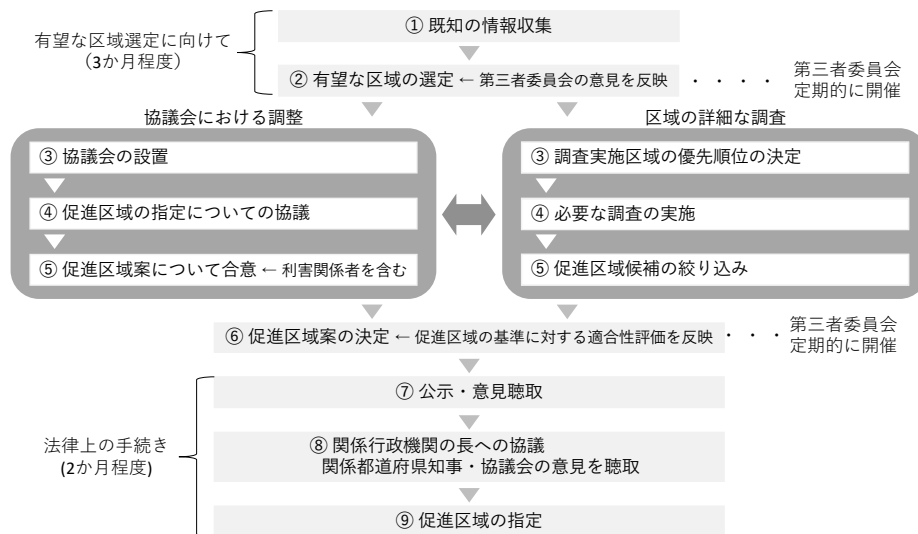 ① 既知の情報収集
有望な区域選定に向けて
（3か月程度）
② 有望な区域の選定 ← 第三者委員会の意見を反映
・ ・ ・ ・
第三者委員会
定期的に開催
協議会における調整
③ 協議会の設置
④ 促進区域の指定についての協議
⑤ 促進区域案について合意 ← 利害関係者を含む
区域の詳細な調査
③ 調査実施区域の優先順位の決定
④ 必要な調査の実施
⑤ 促進区域候補の絞り込み
⑥ 促進区域案の決定 ← 促進区域の基準に対する適合性評価を反映
・ ・ ・ ・
第三者委員会
定期的に開催
⑦ 公示・意見聴取
法律上の手続き
(2か月程度)
⑧ 関係行政機関の長への協議
関係都道府県知事・協議会の意見を聴取
⑨ 促進区域の指定